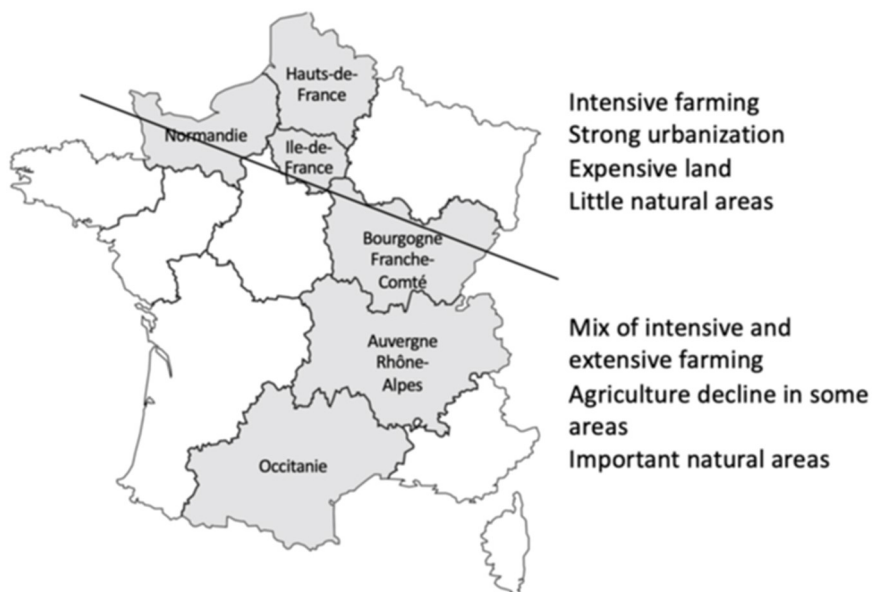 Hauts-de-
France
Normandie
Ile-de-
France
Bourgogne
Franche-
Comté
Auvergne
Rhône-
Alpes
Occitanie
Intensive farming
Strong urbanization
Expensive land
Little natural areas
Mix of intensive and
extensive farming
Agriculture decline in some
areas
Important natural areas